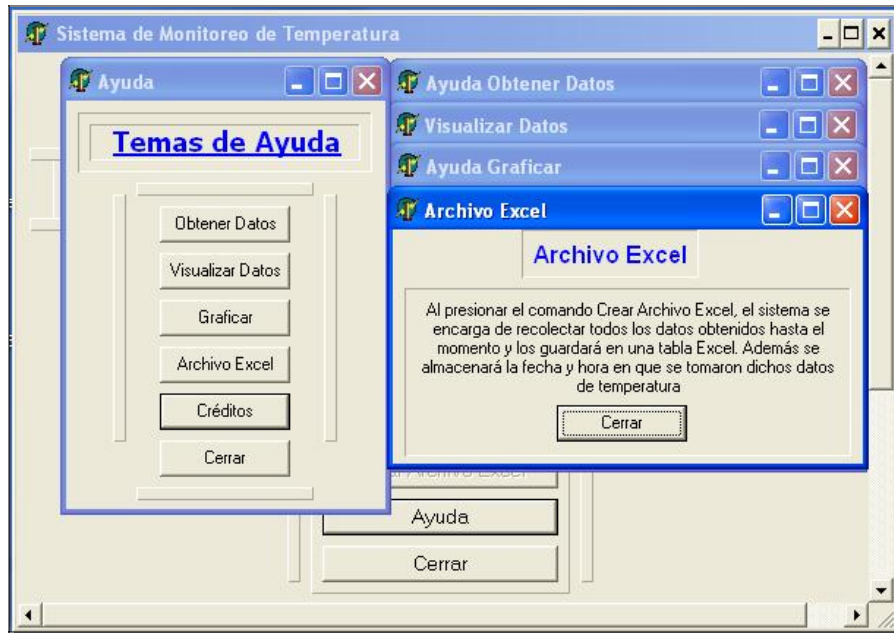 Sistema de Monitoreo de Temperatura
Ayuda
Temas de Ayuda
Obtener Datos
Visualizar Datos
Graficar
Archivo Excel
Créditos
Cerrar
Ayuda Obtener Datos
Visualizar Datos
Ayuda Graficar
Archivo Excel
Archivo Excel
Al presionar el comando Crear Archivo Excel, el sistema se
encarga de recolectar todos los datos obtenidos hasta el
momento y los guardará en una tabla Excel. Además se
almacenará la fecha y hora en que se tomaron dichos datos
de temperatura
Cerrar
Archivo Excel
Ayuda
Cerrar